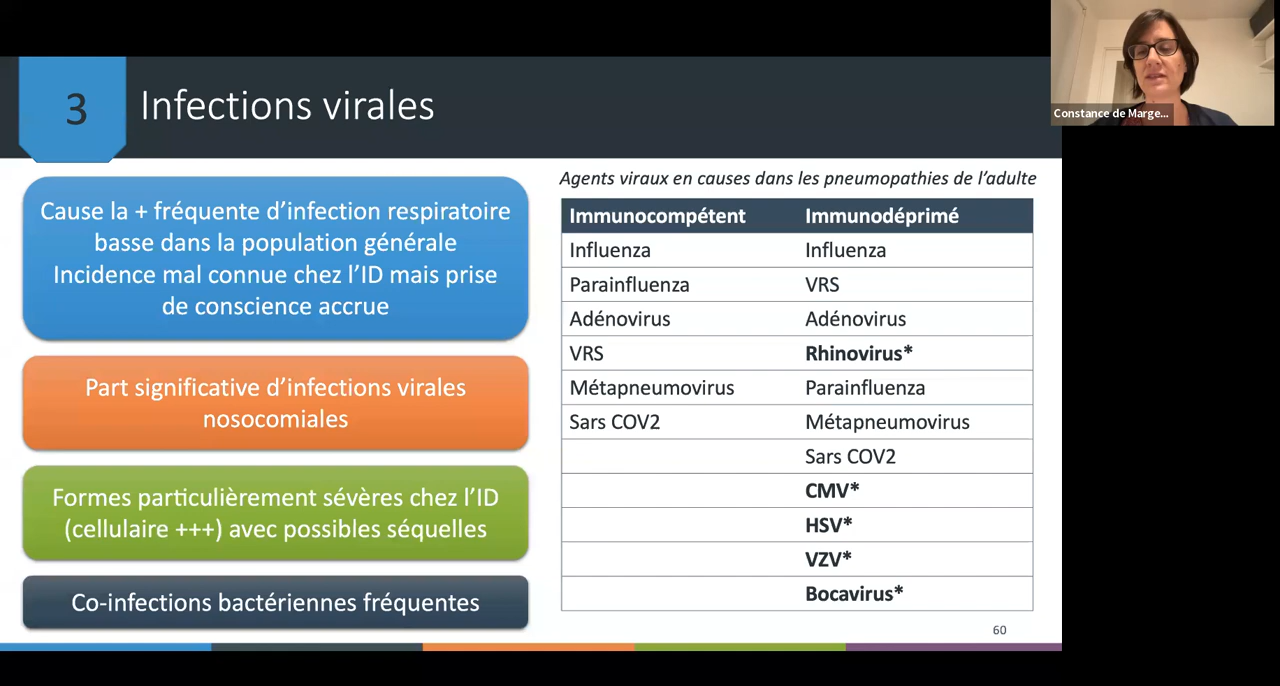 3
Infections virales
Constance de Marge...
Cause la + fréquente d'infection respiratoire
basse dans la population générale
Incidence mal connue chez l'ID mais prise
de conscience accrue
Part significative d'infections virales
nosocomiales
Formes particulièrement sévères chez l'ID
(cellulaire +++) avec possibles séquelles
Co-infections bactériennes fréquentes
Agents viraux en causes dans les pneumopathies de l'adulte
Immunocompétent Immunodéprimé
Influenza Influenza
Parainfluenza VRS
Adénovirus Adénovirus
VRS Rhinovirus*
Métapneumovirus Parainfluenza
Sars COV2 Métapneumovirus
Sars COV2
CMV*
HSV*
VZV*
Bocavirus*
60